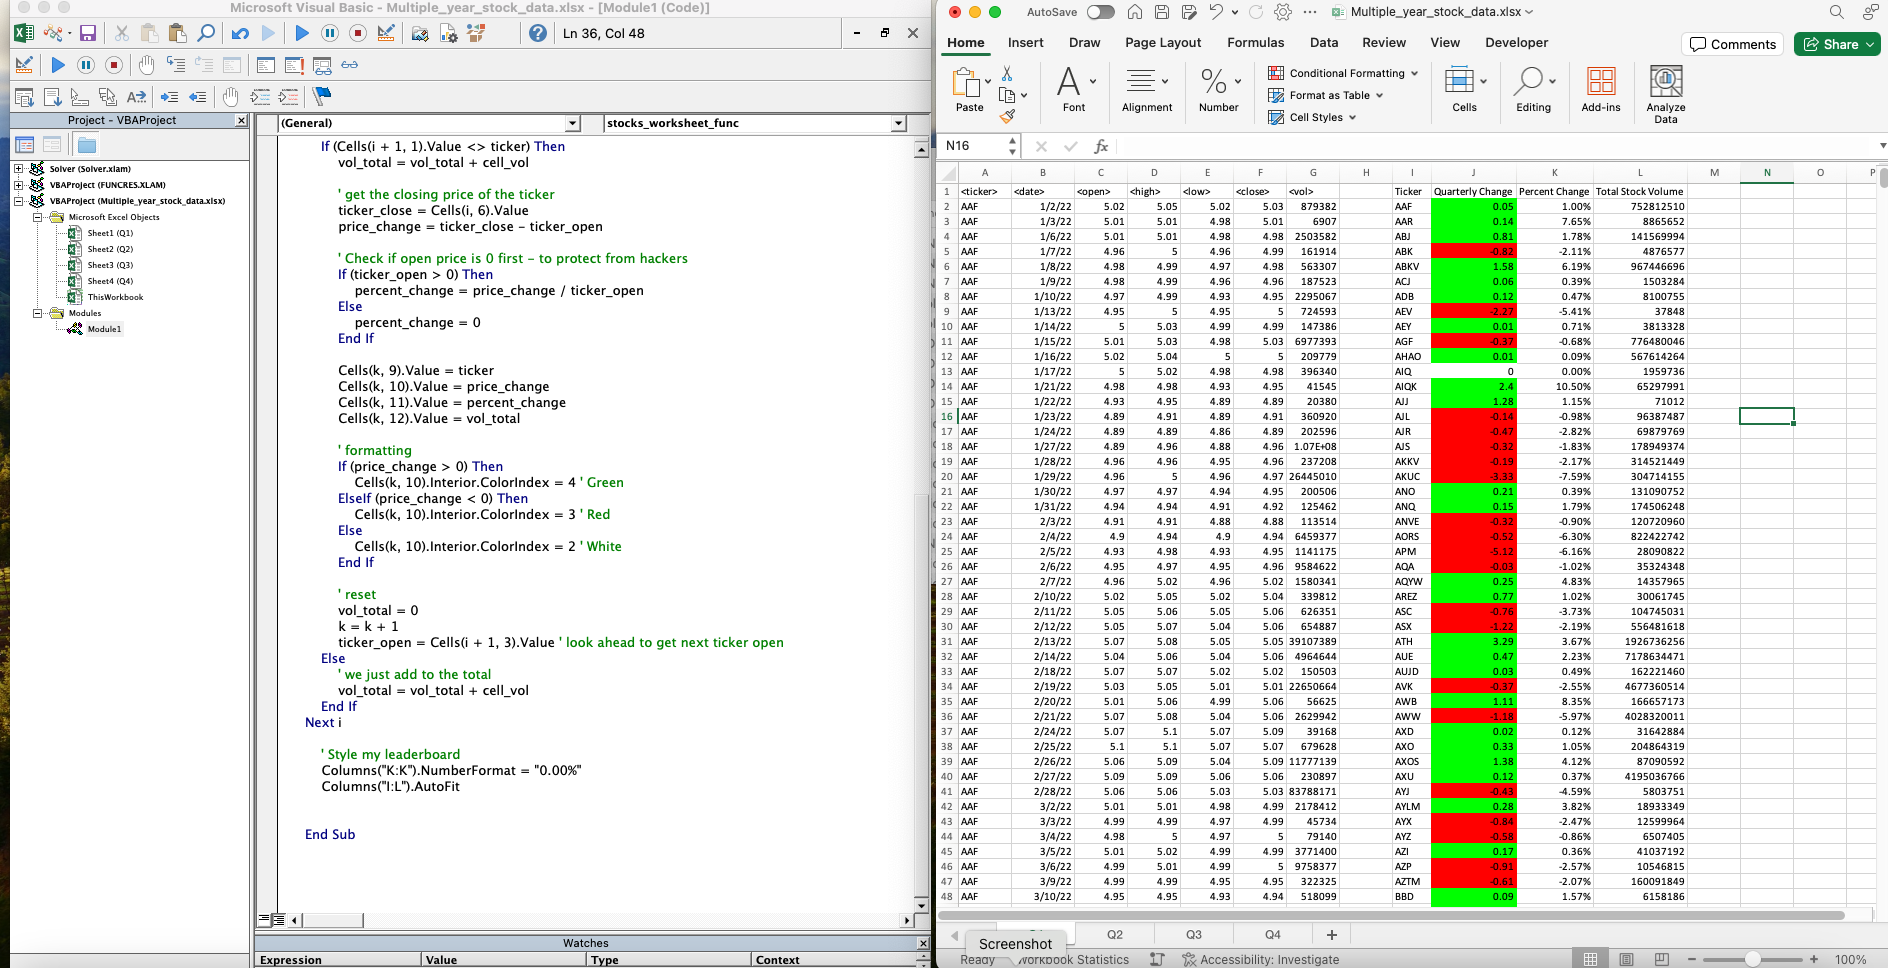 Microsoft Visual Basic - Multiple_year_stock_data.xlsx - [Module1 (Code)]
Ln 36, Col 48
Project - VBAProject
Solver (Solver.xlam)
VBAProject (FUNCRES.XLAM)
VBAProject (Multiple_year_stock_data.xlsx)
Microsoft Excel Objects
Sheet1 (Q1)
Sheet2 (Q2)
Sheet3 (Q3)
Sheet4 (Q4)
ThisWorkbook
Modules
Module1
(General) stocks_worksheet_func
If (Cells(i + 1, 1).Value <> ticker) Then
vol_total = vol_total + cell_vol
' get the closing price of the ticker
ticker_close = Cells(i, 6).Value
price_change = ticker_close - ticker_open
' Check if open price is 0 first - to protect from hackers
If (ticker_open > 0) Then
percent_change = price_change / ticker_open
Else
percent_change = 0
End If
Cells(k, 9).Value = ticker
Cells(k, 10).Value = price_change
Cells(k, 11).Value = percent_change
Cells(k, 12).Value = vol_total
' formatting
If (price_change > 0) Then
Cells(k, 10).Interior.ColorIndex = 4 ' Green
ElseIf (price_change < 0) Then
Cells(k, 10).Interior.ColorIndex = 3 ' Red
Else
Cells(k, 10).Interior.ColorIndex = 2 ' White
End If
' reset
vol_total = 0
k = k + 1
ticker_open = Cells(i + 1, 3).Value ' look ahead to get next ticker open
Else
' we just add to the total
vol_total = vol_total + cell_vol
End If
Next i
' Style my leaderboard
Columns("K:K").NumberFormat = "0.00%"
Columns("I:L").AutoFit
End Sub
Watches
Expression Value Type Context
AutoSave Multiple_year_stock_data.xlsx
Home Insert Draw Page Layout Formulas Data Review View Developer Comments Share
Paste Font Alignment Number Conditional Formatting Format as Table Cell Styles Cells Editing Add-ins Analyze Data
N16 fx
A B C D E F G H I J K L M N O P
1 <ticker> <date> <open> <high> <low> <close> <vol> Ticker Quarterly Change Percent Change Total Stock Volume
2 AAF 1/2/22 5.02 5.05 5.02 5.03 879382 AAF 0.05 1.00% 752812510
3 AAF 1/3/22 5.01 5.01 4.98 5.01 6907 AAR 0.14 7.65% 8865652
4 AAF 1/6/22 5.01 5.01 4.98 4.98 2503582 ABJ 0.81 1.78% 141569994
5 AAF 1/7/22 4.96 5 4.96 4.99 161914 ABK -0.82 -2.11% 4876577
6 AAF 1/8/22 4.98 4.99 4.97 4.98 563307 ABKV 1.58 6.19% 967446696
7 AAF 1/9/22 4.98 4.99 4.96 4.96 187523 ACJ 0.06 0.39% 1503284
8 AAF 1/10/22 4.97 4.99 4.93 4.95 2295067 ADB 0.12 0.47% 8100755
9 AAF 1/13/22 4.95 5 4.95 5 724593 AEV -2.27 -5.41% 37848
10 AAF 1/14/22 5 5.03 4.99 4.99 147386 AEY 0.01 0.71% 3813328
11 AAF 1/15/22 5.01 5.03 4.98 5.03 6977393 AGF -0.37 -0.68% 776480046
12 AAF 1/16/22 5.02 5.04 5 5 209779 AHAO 0.01 0.09% 567614264
13 AAF 1/17/22 5 5.02 4.98 4.98 396340 AIQ 0 0.00% 1959736
14 AAF 1/21/22 4.98 4.98 4.93 4.95 41545 AIQK 2.4 10.50% 65297991
15 AAF 1/22/22 4.93 4.95 4.89 4.89 20380 AJJ 1.28 1.15% 71012
16 AAF 1/23/22 4.89 4.91 4.89 4.91 360920 AJL -0.14 -0.98% 96387487
17 AAF 1/24/22 4.89 4.89 4.86 4.89 202596 AJR -0.47 -2.82% 69879769
18 AAF 1/27/22 4.89 4.96 4.88 4.96 1.07E+08 AJS -0.32 -1.83% 178949374
19 AAF 1/28/22 4.96 4.96 4.95 4.96 237208 AKKV -0.19 -2.17% 314521449
20 AAF 1/29/22 4.96 5 4.96 4.97 26445010 AKUC -3.33 -7.59% 304714155
21 AAF 1/30/22 4.97 4.97 4.94 4.95 200506 ANO 0.21 0.39% 131090752
22 AAF 1/31/22 4.94 4.94 4.91 4.92 125462 ANQ 0.15 1.79% 174506248
23 AAF 2/3/22 4.91 4.91 4.88 4.88 113514 ANVE -0.32 -0.90% 120720960
24 AAF 2/4/22 4.9 4.94 4.9 4.94 6459377 AORS -0.52 -6.30% 822422742
25 AAF 2/5/22 4.93 4.98 4.93 4.95 1141175 APM -5.12 -6.16% 28090822
26 AAF 2/6/22 4.95 4.97 4.95 4.96 9584622 AQA -0.03 -1.02% 35324348
27 AAF 2/7/22 4.96 5.02 4.96 5.02 1580341 AQYW 0.25 4.83% 14357965
28 AAF 2/10/22 5.02 5.05 5.02 5.04 339812 AREZ 0.77 1.02% 30061745
29 AAF 2/11/22 5.05 5.06 5.05 5.06 626351 ASC -0.76 -3.73% 104745031
30 AAF 2/12/22 5.05 5.07 5.04 5.06 654887 ASX -1.22 -2.19% 556481618
31 AAF 2/13/22 5.07 5.08 5.05 5.05 39107389 ATH 3.29 3.67% 1926736256
32 AAF 2/14/22 5.04 5.06 5.04 5.06 4964644 AUE 0.47 2.23% 7178634471
33 AAF 2/18/22 5.07 5.07 5.02 5.02 150503 AUJD 0.03 0.49% 162221460
34 AAF 2/19/22 5.03 5.05 5.01 5.01 22650664 AVK -0.37 -2.55% 4677360514
35 AAF 2/20/22 5.01 5.06 4.99 5.06 56625 AWB 1.11 8.35% 166657173
36 AAF 2/21/22 5.07 5.08 5.04 5.06 2629942 AWW -1.18 -5.97% 4028320011
37 AAF 2/24/22 5.07 5.1 5.07 5.09 39168 AXD 0.02 0.12% 31642884
38 AAF 2/25/22 5.1 5.1 5.07 5.07 679628 AXO 0.33 1.05% 204864319
39 AAF 2/26/22 5.06 5.09 5.04 5.09 11777139 AXOS 1.38 4.12% 87090592
40 AAF 2/27/22 5.09 5.09 5.06 5.06 230897 AXU 0.12 0.37% 4195036766
41 AAF 2/28/22 5.06 5.06 5.03 5.03 83788171 AYJ -0.43 -4.59% 5803751
42 AAF 3/2/22 5.01 5.01 4.98 4.99 2178412 AYLM 0.28 3.82% 18933349
43 AAF 3/3/22 4.99 4.99 4.97 4.99 45734 AYX -0.84 -2.47% 12599964
44 AAF 3/4/22 4.98 5 4.97 5 79140 AYZ -0.58 -0.86% 6507405
45 AAF 3/5/22 5.01 5.02 4.99 4.99 3771400 AZI 0.17 0.36% 41037192
46 AAF 3/6/22 4.99 5.01 4.99 5 9758377 AZP -0.91 -2.57% 10546815
47 AAF 3/9/22 4.99 4.99 4.95 4.95 322325 AZTM -0.61 -2.07% 160091849
48 AAF 3/10/22 4.95 4.95 4.93 4.94 518099 BBD 0.09 1.57% 6158186
Q2 Q3 Q4 +
Screenshot
Ready Workbook Statistics Accessibility: Investigate 100%